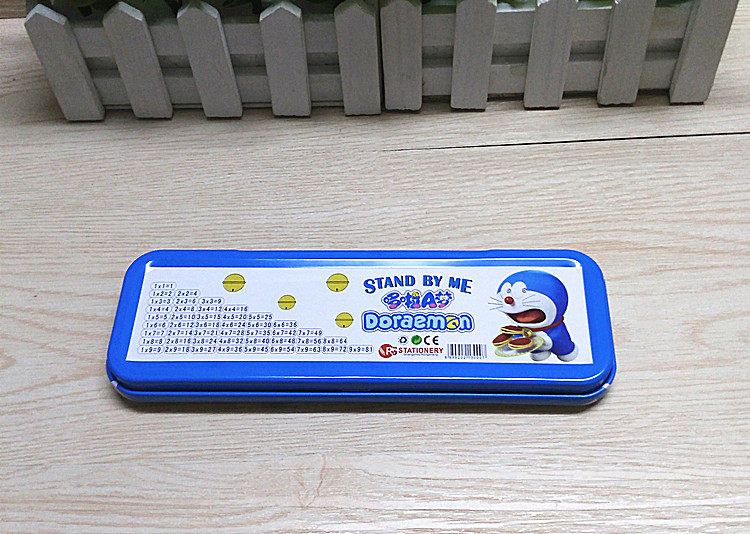 1×1=1
1×2=2 2×2=4
1×3=3 2×3=6 3×3=9
1×4=4 2×4=8 3×4=12 4×4=16
1×5=5 2×5=10 3×5=15 4×5=20 5×5=25
1×6=6 2×6=12 3×6=18 4×6=24 5×6=30 6×6=36
1×7=7 2×7=14 3×7=21 4×7=28 5×7=35 6×7=42 7×7=49
1×8=8 2×8=16 3×8=24 4×8=32 5×8=40 6×8=48 7×8=56 8×8=64
1×9=9 2×9=18 3×9=27 4×9=36 5×9=45 6×9=54 7×9=63 8×9=72 9×9=81
STAND BY ME
哆啦A梦
Doraemon
CE
STATIONERY